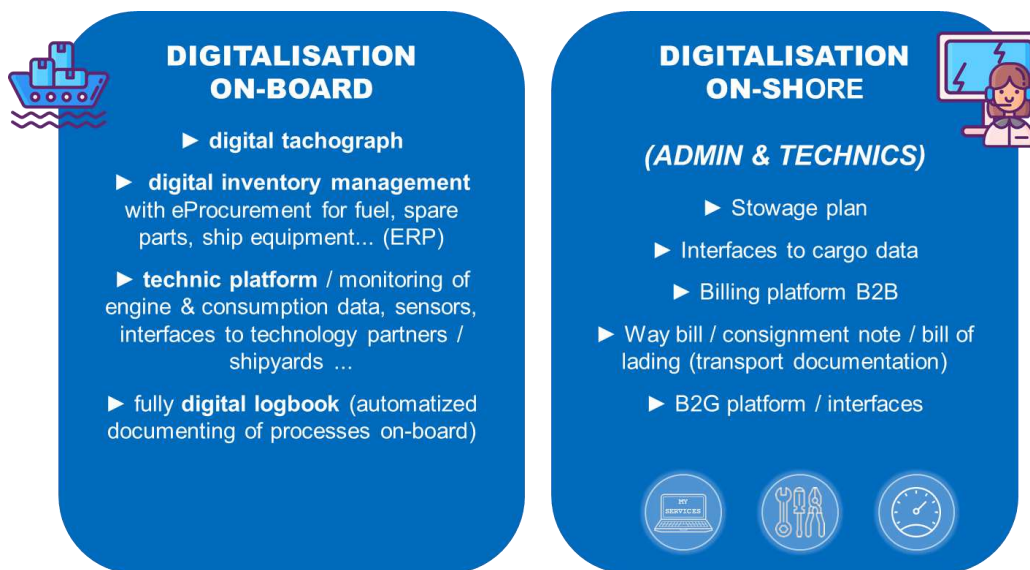 DIGITALISATION
ON-BOARD
► digital tachograph
► digital inventory management
with eProcurement for fuel, spare
parts, ship equipment... (ERP)
► technic platform / monitoring of
engine & consumption data, sensors,
interfaces to technology partners /
shipyards ...
► fully digital logbook (automatized
documenting of processes on-board)
DIGITALISATION
ON-SHORE
(ADMIN & TECHNICS)
► Stowage plan
► Interfaces to cargo data
► Billing platform B2B
► Way bill / consignment note / bill of
lading (transport documentation)
► B2G platform / interfaces
MY
SERVICES